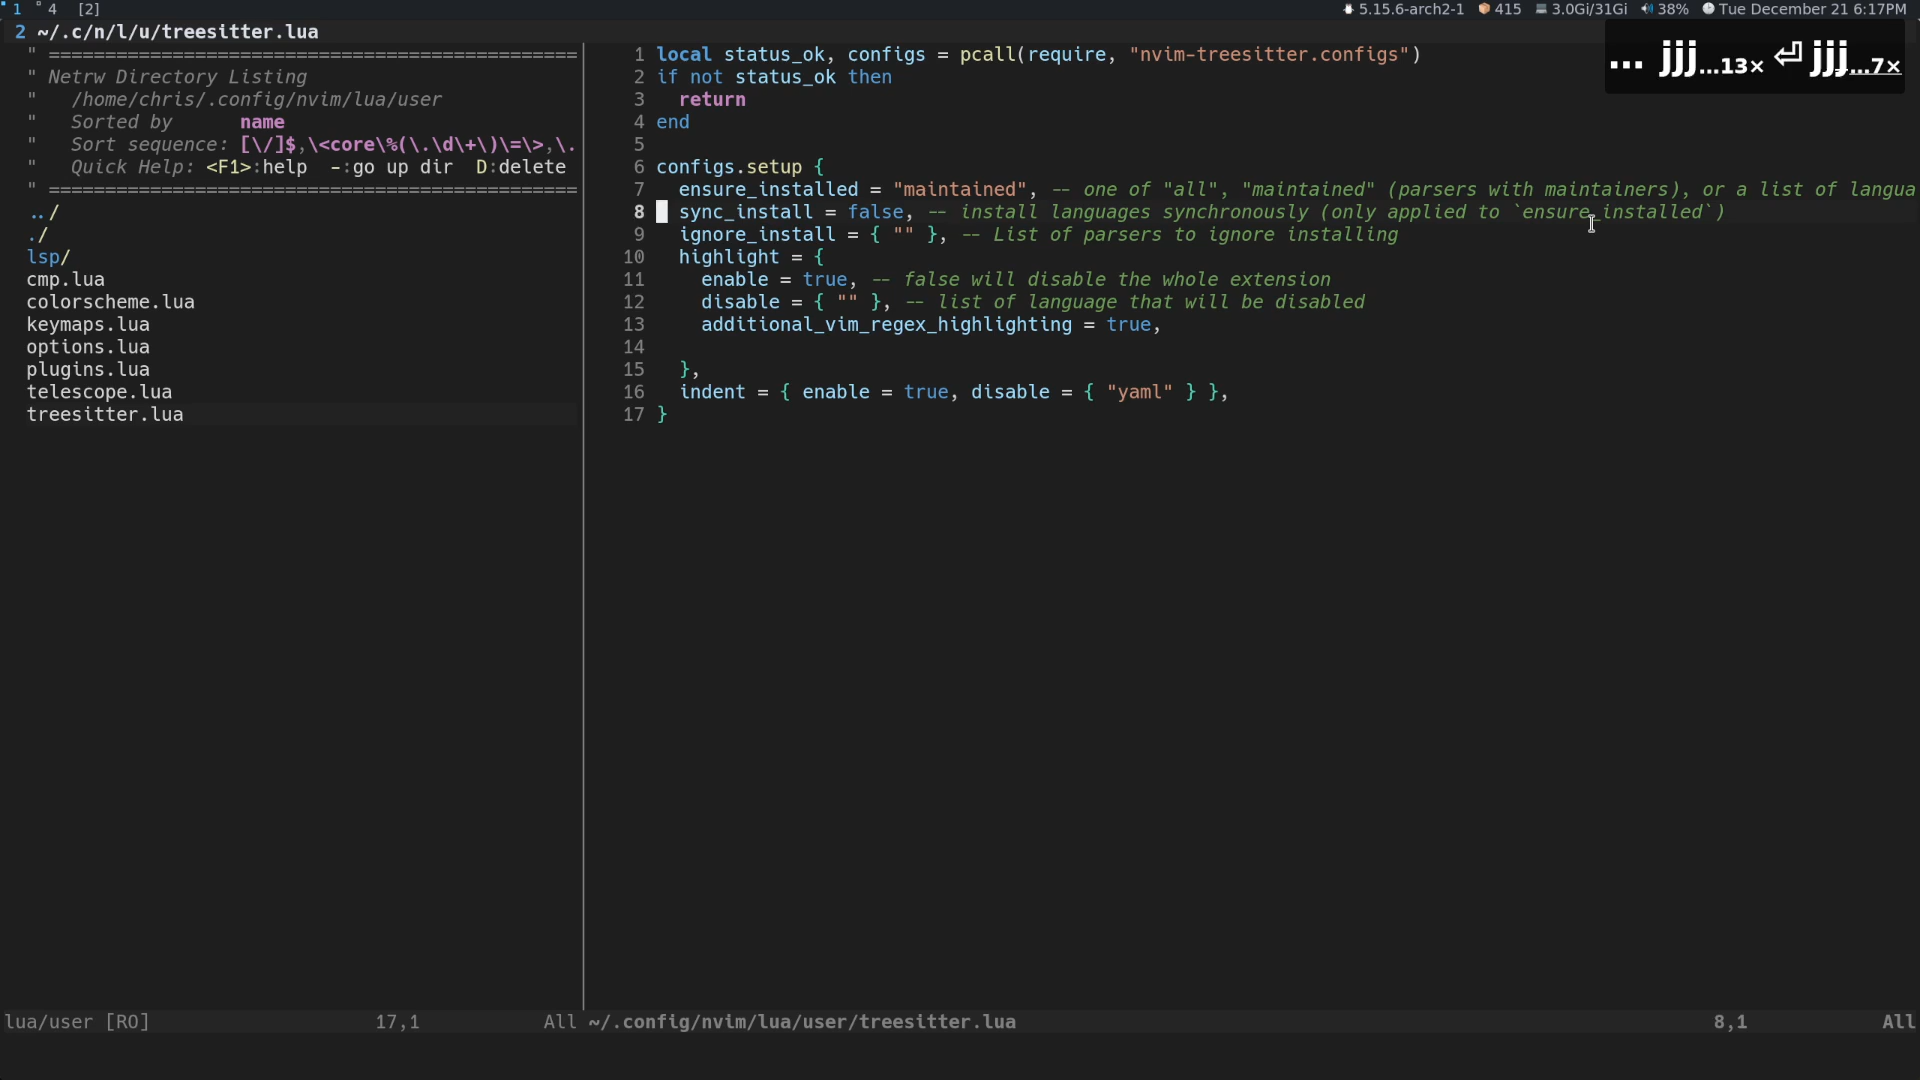 1 4 [2] 5.15.6-arch2-1 415 3.0Gi/31Gi 38% Tue December 21 6:17PM
2 ~/.c/n/l/u/treesitter.lua
... jjj...13× ⏎ jjj...7×
" ===============================================
" Netrw Directory Listing
"   /home/chris/.config/nvim/lua/user
"   Sorted by      name
"   Sort sequence: [\/]$,\<core\%(\.\d\+\)\=\>,\.
"   Quick Help: <F1>:help  -:go up dir  D:delete
" ===============================================
../
./
lsp/
cmp.lua
colorscheme.lua
keymaps.lua
options.lua
plugins.lua
telescope.lua
treesitter.lua
1 local status_ok, configs = pcall(require, "nvim-treesitter.configs")
2 if not status_ok then
3   return
4 end
5
6 configs.setup {
7   ensure_installed = "maintained", -- one of "all", "maintained" (parsers with maintainers), or a list of langua
8   sync_install = false, -- install languages synchronously (only applied to `ensure_installed`)
9   ignore_install = { "" }, -- List of parsers to ignore installing
10   highlight = {
11     enable = true, -- false will disable the whole extension
12     disable = { "" }, -- list of language that will be disabled
13     additional_vim_regex_highlighting = true,
14
15   },
16   indent = { enable = true, disable = { "yaml" } },
17 }
lua/user [RO] 17,1 All ~/.config/nvim/lua/user/treesitter.lua 8,1 All